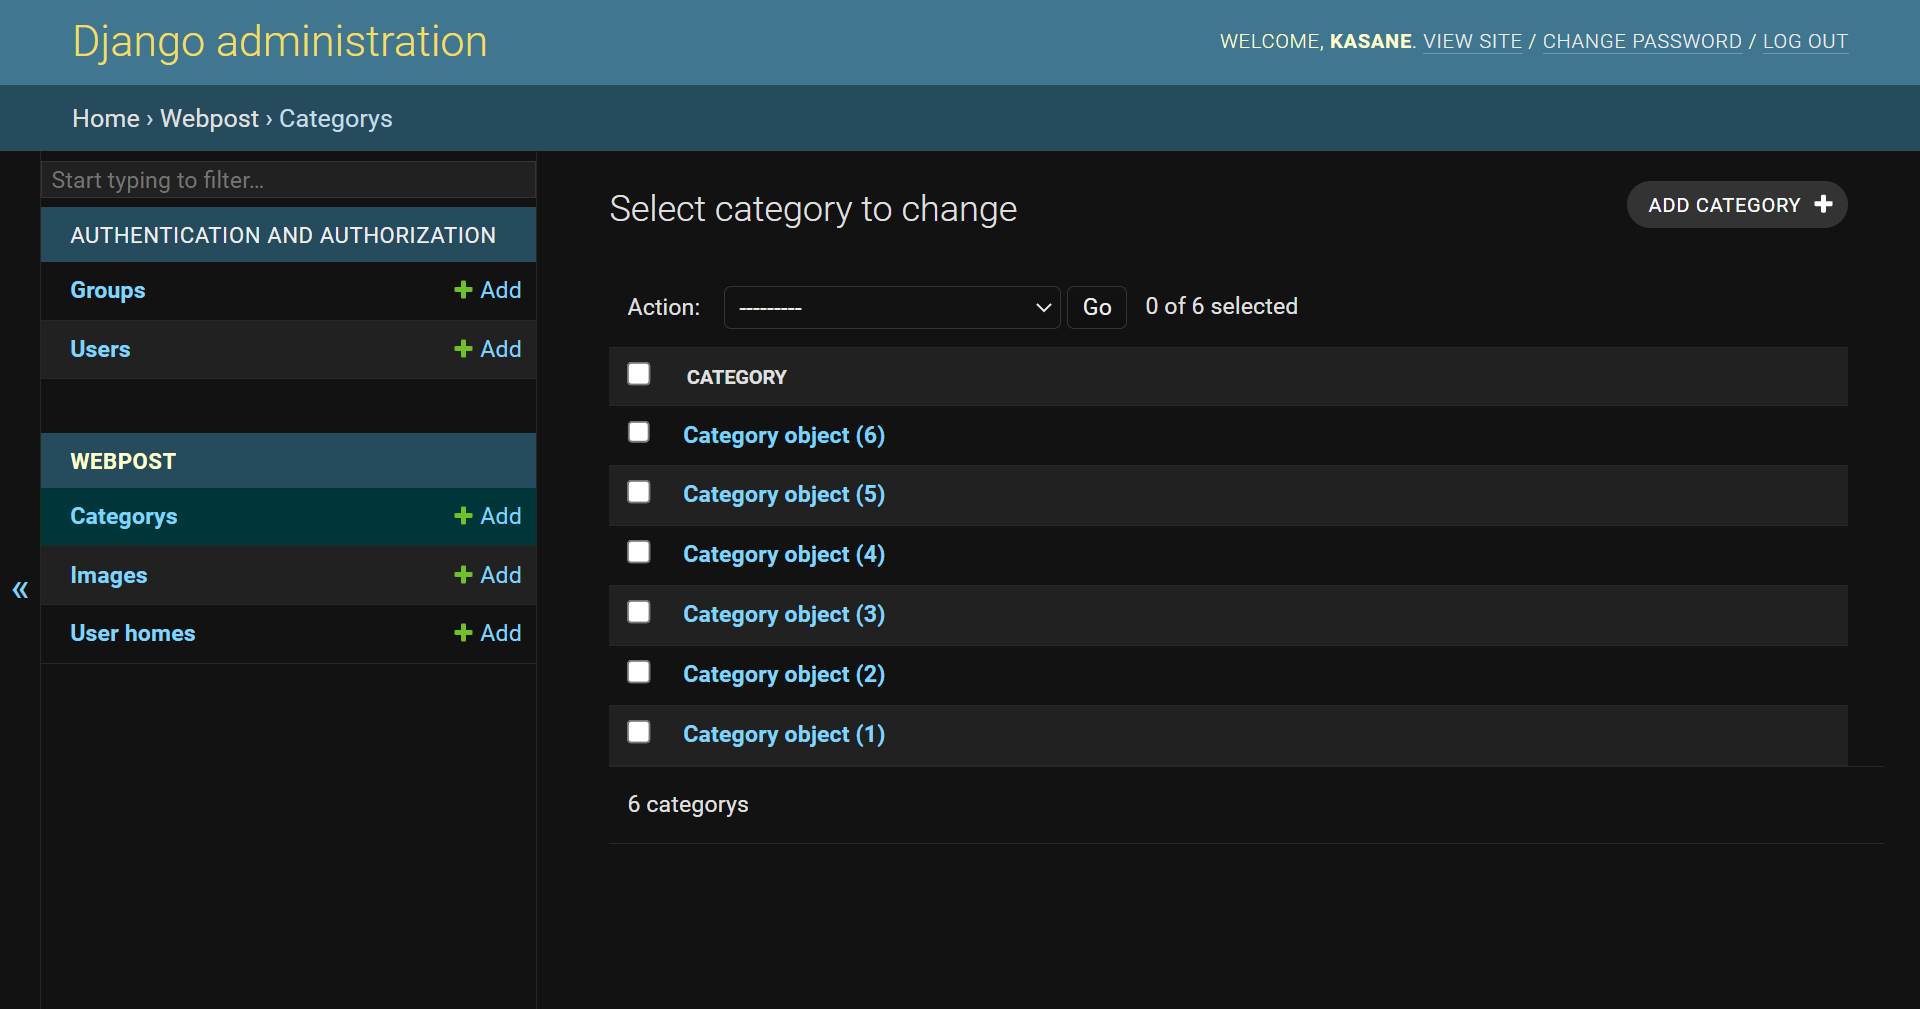 Django administration
WELCOME, KASANE. VIEW SITE / CHANGE PASSWORD / LOG OUT
Home › Webpost › Categorys
Start typing to filter…
AUTHENTICATION AND AUTHORIZATION
Groups
Add
Users
Add
WEBPOST
Categorys
Add
Images
Add
User homes
Add
«
Select category to change
ADD CATEGORY
Action:
---------
Go
0 of 6 selected
CATEGORY
Category object (6)
Category object (5)
Category object (4)
Category object (3)
Category object (2)
Category object (1)
6 categorys